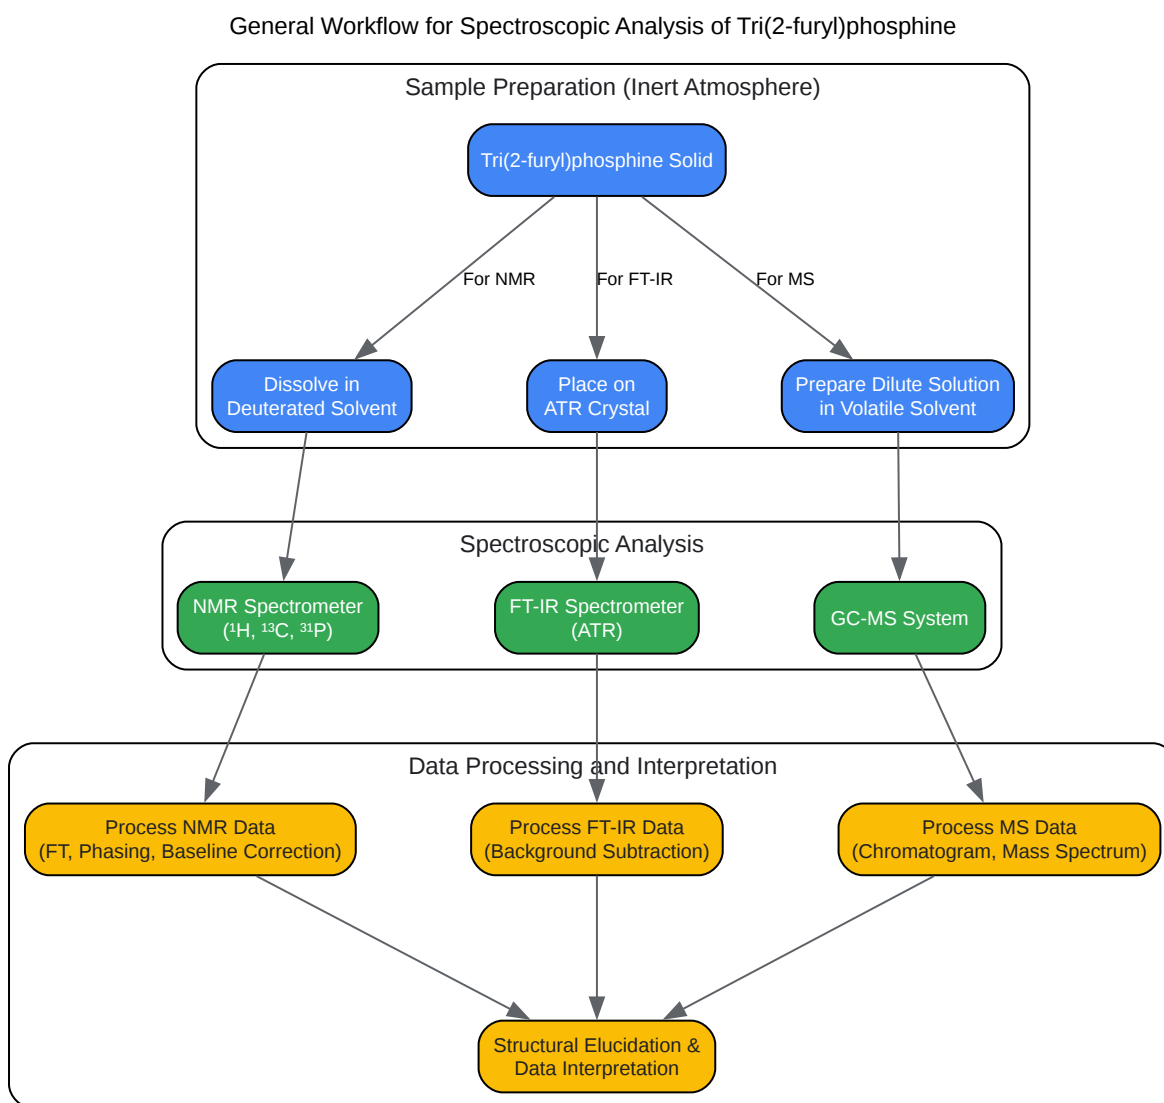 General Workflow for Spectroscopic Analysis of Tri(2-furyl)phosphine
Sample Preparation (Inert Atmosphere)
Tri(2-furyl)phosphine Solid
For NMR
For FT-IR
For MS
Dissolve in
Deuterated Solvent
Place on
ATR Crystal
Prepare Dilute Solution
in Volatile Solvent
Spectroscopic Analysis
NMR Spectrometer
(¹H, ¹³C, ³¹P)
FT-IR Spectrometer
(ATR)
GC-MS System
Data Processing and Interpretation
Process NMR Data
(FT, Phasing, Baseline Correction)
Process FT-IR Data
(Background Subtraction)
Process MS Data
(Chromatogram, Mass Spectrum)
Structural Elucidation &
Data Interpretation